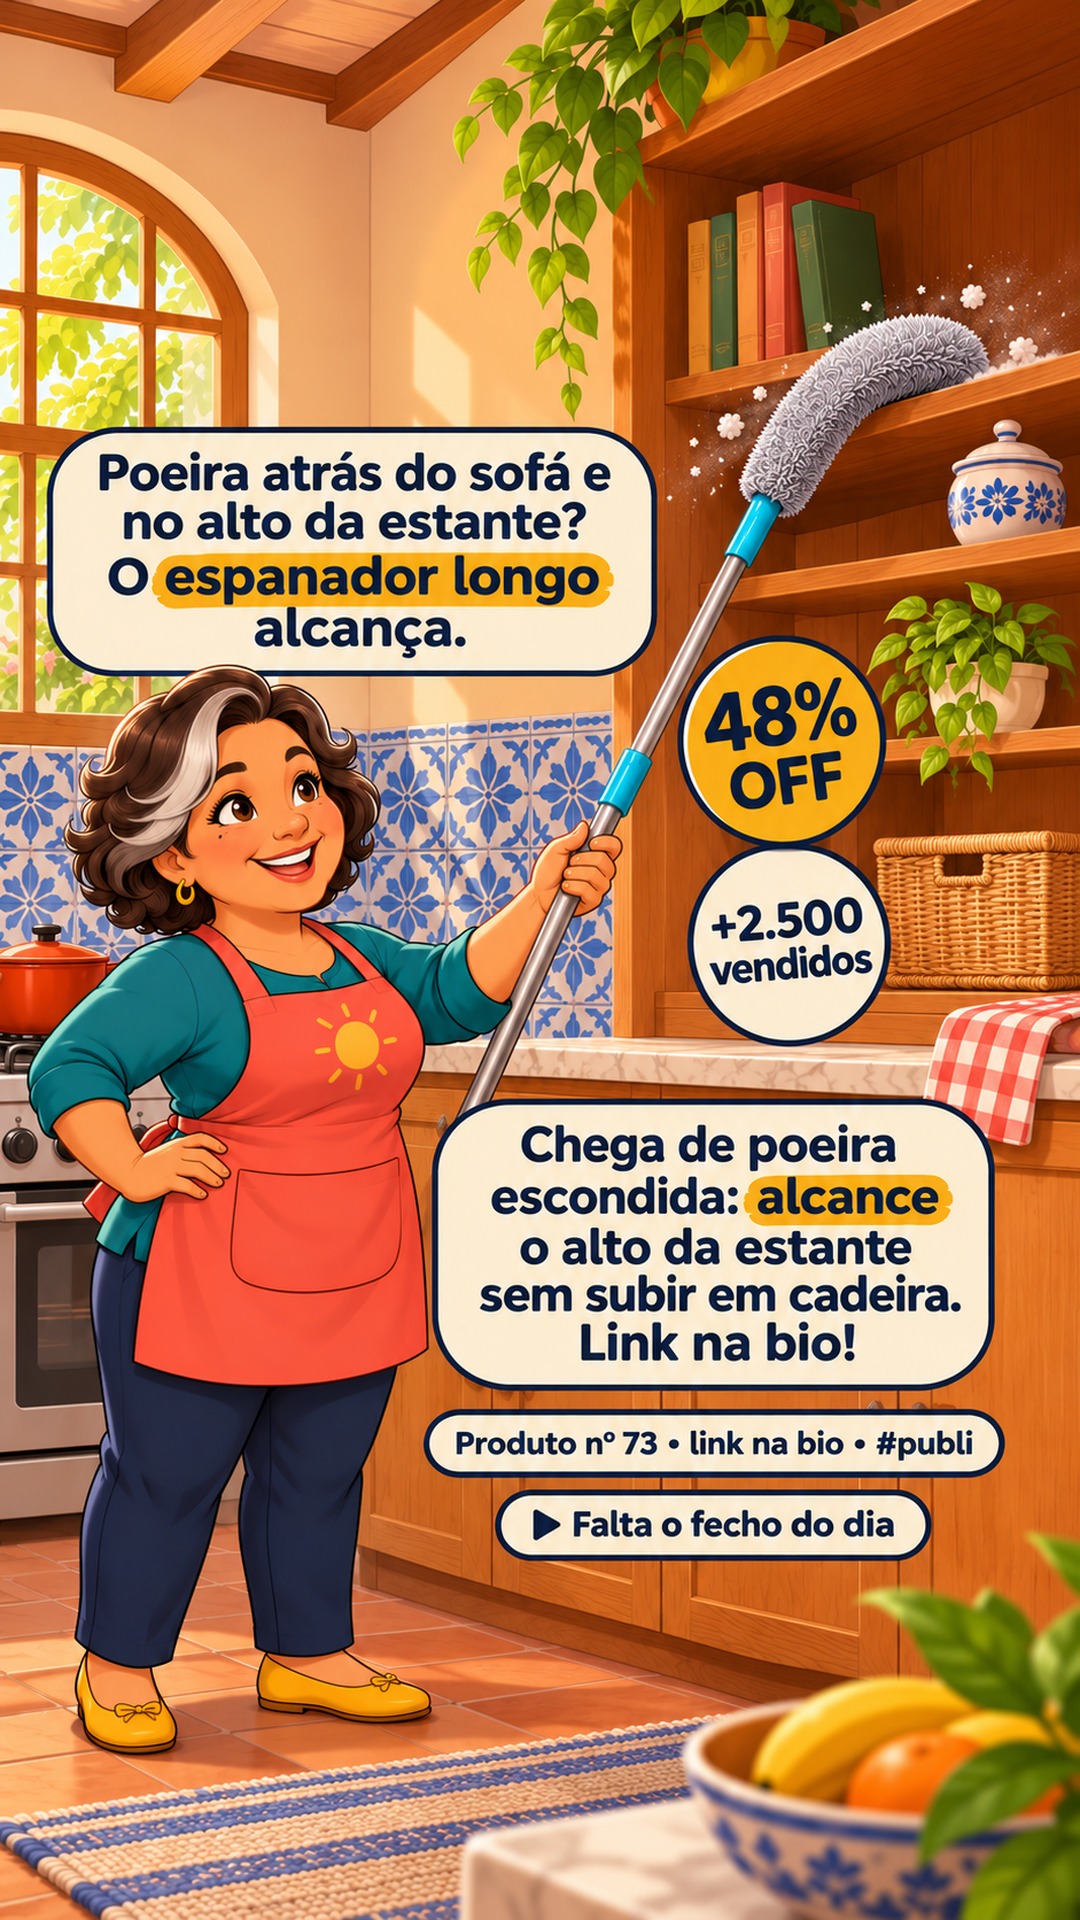 Poeira atrás do sofá e
no alto da estante?
O espanador longo
alcança.
48%
OFF
+2.500
vendidos
Chega de poeira
escondida: alcance
o alto da estante
sem subir em cadeira.
Link na bio!
Produto nº 73 • link na bio • #publi
▶ Falta o fecho do dia